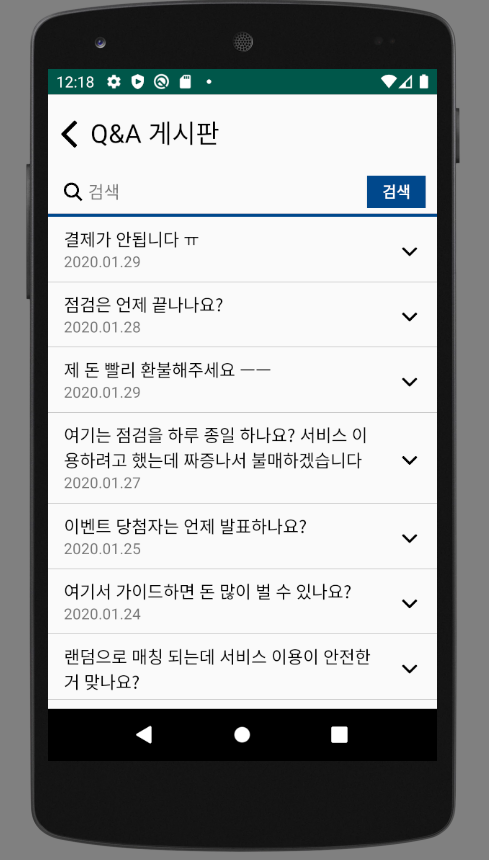 12:18
Q&A 게시판
검색
검색
결제가 안됩니다 ㅠ
2020.01.29
점검은 언제 끝나나요?
2020.01.28
제 돈 빨리 환불해주세요 ㅡㅡ
2020.01.29
여기는 점검을 하루 종일 하나요? 서비스 이
용하려고 했는데 짜증나서 불매하겠습니다
2020.01.27
이벤트 당첨자는 언제 발표하나요?
2020.01.25
여기서 가이드하면 돈 많이 벌 수 있나요?
2020.01.24
랜덤으로 매칭 되는데 서비스 이용이 안전한
거 맞나요?